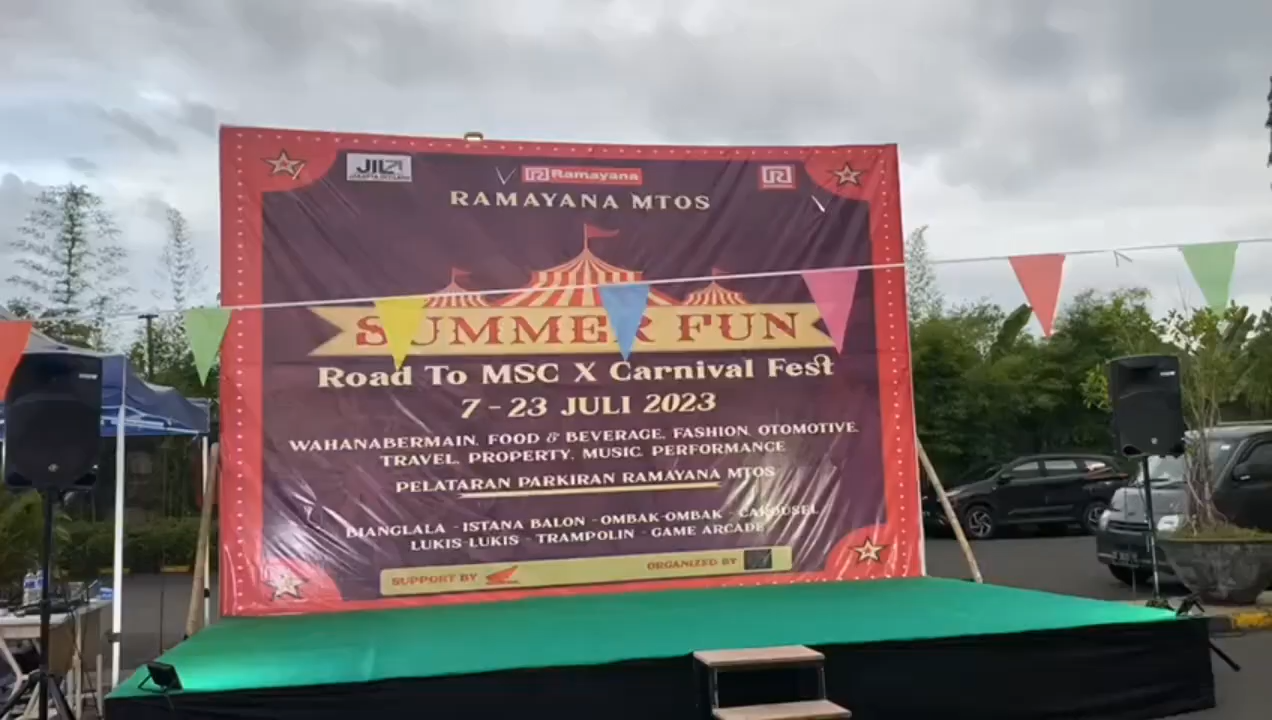 JIL21
Ramayana
RAMAYANA MTOS
SUMMER FUN
Road To MSC X Carnival Fest
7 - 23 JULI 2023
WAHANABERMAIN, FOOD & BEVERAGE, FASHION, OTOMOTIVE,
TRAVEL, PROPERTY, MUSIC, PERFORMANCE
PELATARAN PARKIRAN RAMAYANA MTOS
BIANGLALA - ISTANA BALON - OMBAK-OMBAK - CAROUSEL
LUKIS-LUKIS - TRAMPOLIN - GAME ARCADE
SUPPORT BY
ORGANIZED BY